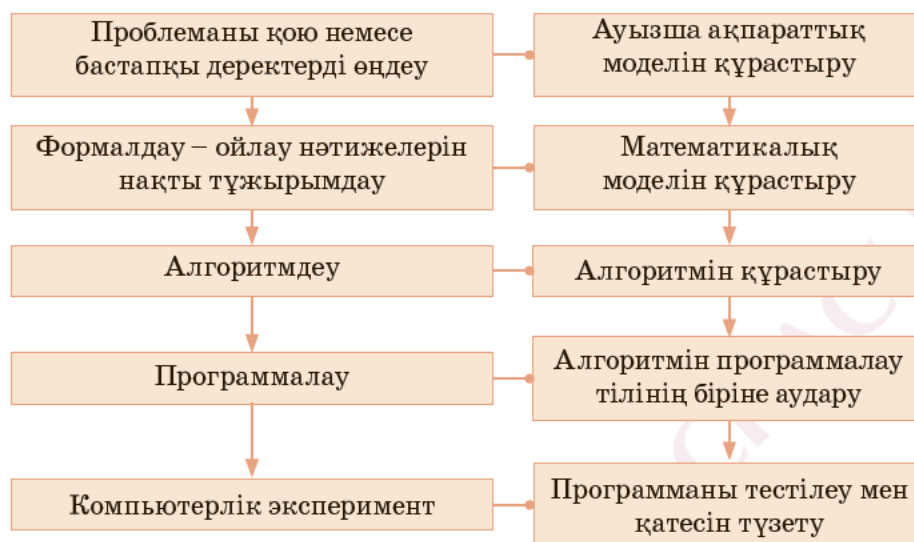 Проблеманы қою немесе
бастапқы деректерді өңдеу
Ауызша ақпараттық
моделін құрастыру
Формалдау – ойлау нәтижелерін
нақты тұжырымдау
Математикалық
моделін құрастыру
Алгоритмдеу
Алгоритмін құрастыру
Программалау
Алгоритмін программалау
тілінің біріне аудару
Компьютерлік эксперимент
Программаны тестілеу мен
қатесін түзету